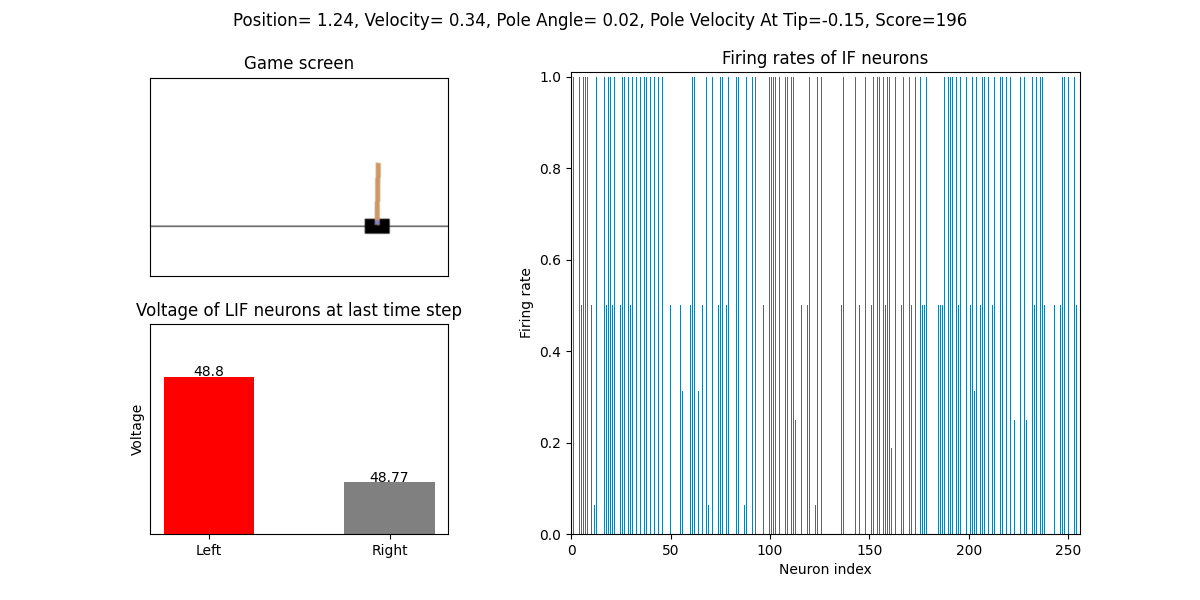 Position= 1.24, Velocity= 0.34, Pole Angle= 0.02, Pole Velocity At Tip=-0.15, Score=196
Game screen
Voltage of LIF neurons at last time step
Voltage
48.8
48.77
Left
Right
Firing rates of IF neurons
Firing rate
1.0
0.8
0.6
0.4
0.2
0.0
0
50
100
150
200
250
Neuron index